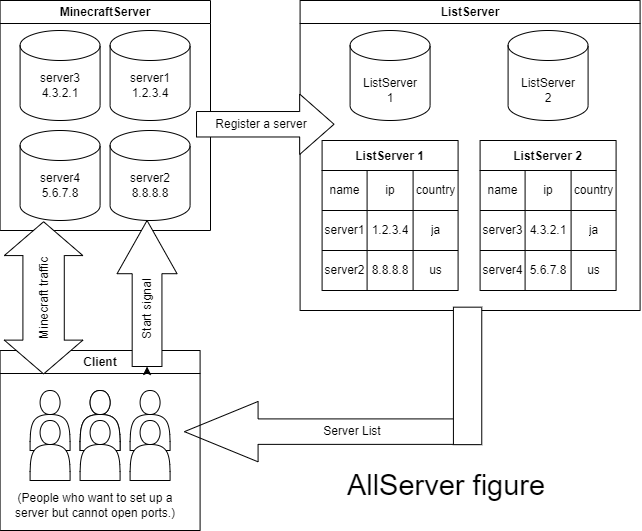 MinecraftServer
server3
4.3.2.1
server1
1.2.3.4
server4
5.6.7.8
server2
8.8.8.8
Register a server
ListServer
ListServer
1
ListServer
2
ListServer 1
name ip country
server1 1.2.3.4 ja
server2 8.8.8.8 us
ListServer 2
name ip country
server3 4.3.2.1 ja
server4 5.6.7.8 us
Minecraft traffic
Start signal
Client
(People who want to set up a
server but cannot open ports.)
Server List
AllServer figure